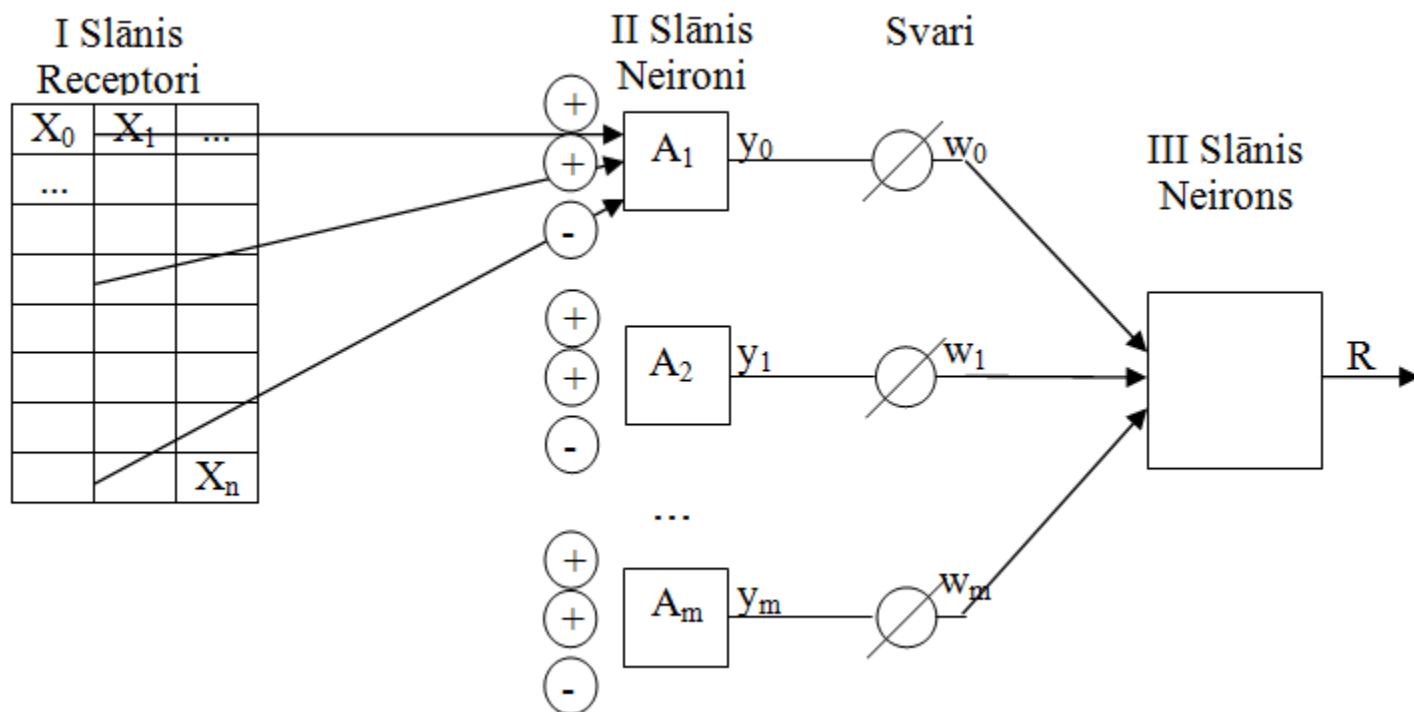 I Slānis
Receptori
II Slānis
Neironi
Svari
III Slānis
Neirons
X₀ X₁ ...
...
Xₙ
+
+
-
A₁
y₀
w₀
+
+
-
A₂
y₁
w₁
...
+
+
-
Aₘ
yₘ
wₘ
R